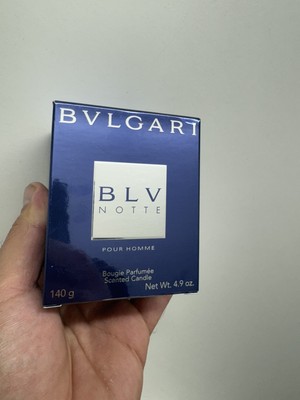 BVLGARI
BLV
NOTTE
POUR HOMME
Bougie Parfumée
Scented Candle
140 g
Net Wt. 4.9 oz.